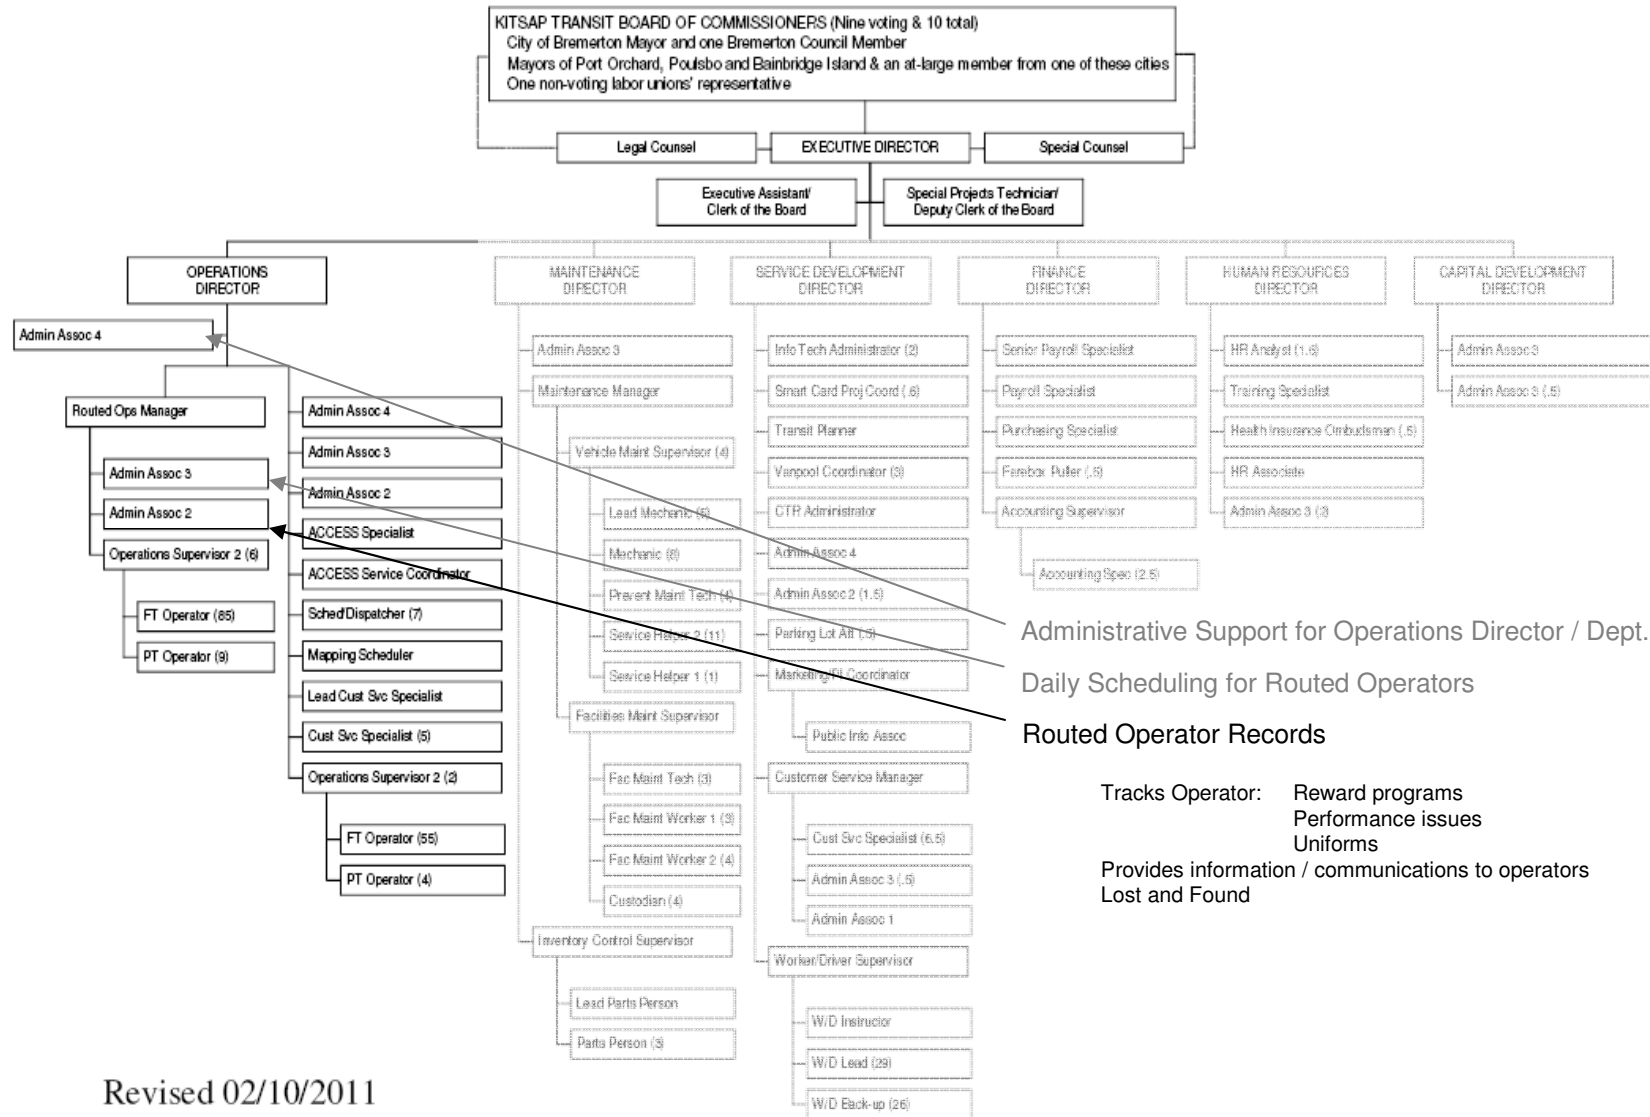 KITSAP TRANSIT BOARD OF COMMISSIONERS (Nine voting & 10 total)
City of Bremerton Mayor and one Bremerton Council Member
Mayors of Port Orchard, Poulsbo and Bainbridge Island & an at-large member from one of these cities
One non-voting labor unions' representative
Legal Counsel
EXECUTIVE DIRECTOR
Special Counsel
Executive Assistant/
Clerk of the Board
Special Projects Technician/
Deputy Clerk of the Board
OPERATIONS
DIRECTOR
Admin Assoc 4
Routed Ops Manager
Admin Assoc 3
Admin Assoc 2
Operations Supervisor 2 (6)
FT Operator (85)
PT Operator (9)
Admin Assoc 4
Admin Assoc 3
Admin Assoc 2
ACCESS Specialist
ACCESS Service Coordinator
Sched/Dispatcher (7)
Mapping Scheduler
Lead Cust Svc Specialist
Cust Svc Specialist (5)
Operations Supervisor 2 (2)
FT Operator (55)
PT Operator (4)
MAINTENANCE
DIRECTOR
Admin Assoc 3
Maintenance Manager
Vehicle Maint Supervisor (4)
Lead Mechanic (5)
Mechanic (8)
Prevent Maint Tech (4)
Service Helper 2 (11)
Service Helper 1 (1)
Facilities Maint Supervisor
Fac Maint Tech (3)
Fac Maint Worker 1 (3)
Fac Maint Worker 2 (4)
Custodian (4)
Inventory Control Supervisor
Lead Parts Person
Parts Person (3)
SERVICE DEVELOPMENT
DIRECTOR
Info Tech Administrator (2)
Smart Card Proj Coord (.6)
Transit Planner
Vanpool Coordinator (3)
CTR Administrator
Admin Assoc 4
Admin Assoc 2 (1.5)
Parking Lot Att (.5)
Marketing/PI Coordinator
Public Info Assoc
Customer Service Manager
Cust Svc Specialist (6.5)
Admin Assoc 3 (.5)
Admin Assoc 1
Worker/Driver Supervisor
W/D Instructor
W/D Lead (29)
W/D Back-up (26)
FINANCE
DIRECTOR
Senior Payroll Specialist
Payroll Specialist
Purchasing Specialist
Farebox Puller (.5)
Accounting Supervisor
Accounting Spec (2.5)
HUMAN RESOURCES
DIRECTOR
HR Analyst (1.6)
Training Specialist
Health Insurance Ombudsman (.5)
HR Associate
Admin Assoc 3 (2)
CAPITAL DEVELOPMENT
DIRECTOR
Admin Assoc 3
Admin Assoc 3 (.5)
Administrative Support for Operations Director / Dept.
Daily Scheduling for Routed Operators
Routed Operator Records
Tracks Operator: Reward programs
Performance issues
Uniforms
Provides information / communications to operators
Lost and Found
Revised 02/10/2011